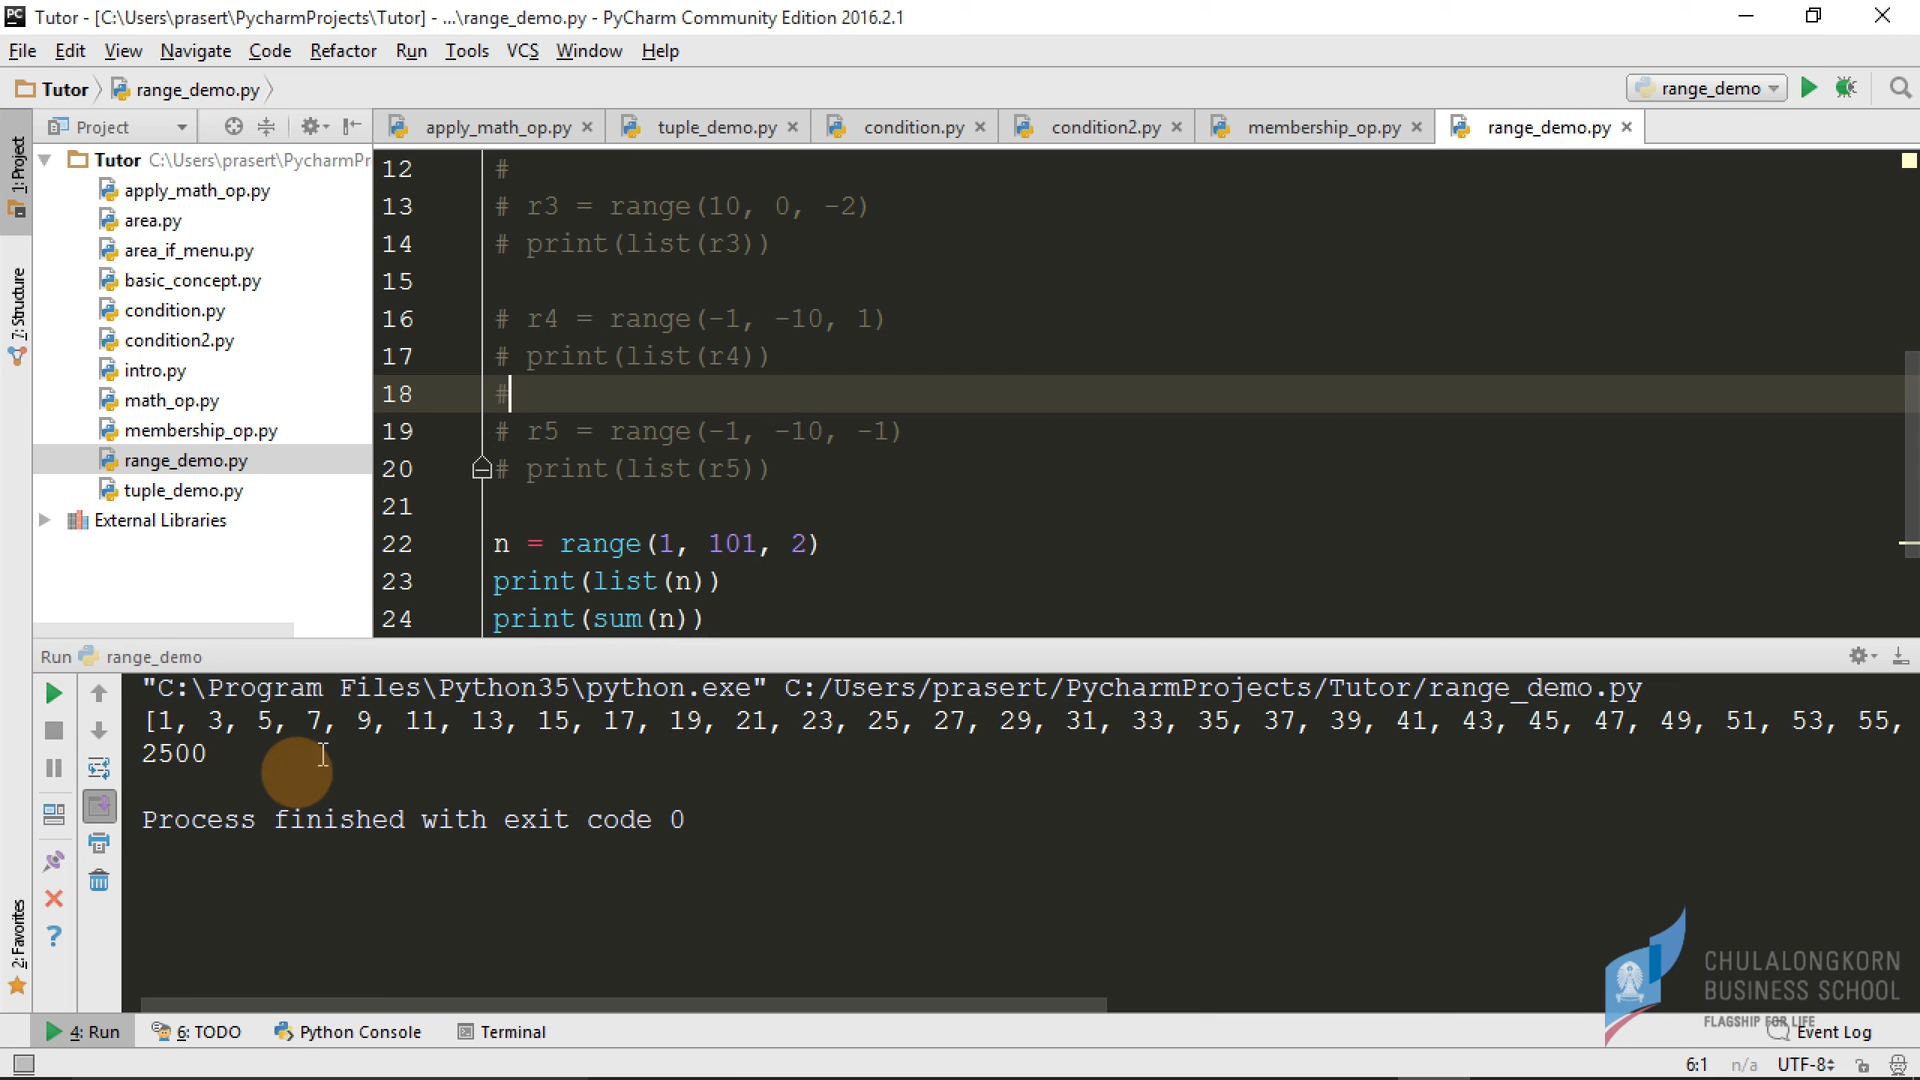 Tutor - [C:\Users\prasert\PycharmProjects\Tutor] - ...\range_demo.py - PyCharm Community Edition 2016.2.1
File Edit View Navigate Code Refactor Run Tools VCS Window Help
Tutor range_demo.py
range_demo
Project
apply_math_op.py tuple_demo.py condition.py condition2.py membership_op.py range_demo.py
1: Project
7: Structure
2: Favorites
Tutor C:\Users\prasert\PycharmPr
apply_math_op.py
area.py
area_if_menu.py
basic_concept.py
condition.py
condition2.py
intro.py
math_op.py
membership_op.py
range_demo.py
tuple_demo.py
External Libraries
12 #
13 # r3 = range(10, 0, -2)
14 # print(list(r3))
15
16 # r4 = range(-1, -10, 1)
17 # print(list(r4))
18 #
19 # r5 = range(-1, -10, -1)
20 # print(list(r5))
21
22 n = range(1, 101, 2)
23 print(list(n))
24 print(sum(n))
Run range_demo
"C:\Program Files\Python35\python.exe" C:/Users/prasert/PycharmProjects/Tutor/range_demo.py
[1, 3, 5, 7, 9, 11, 13, 15, 17, 19, 21, 23, 25, 27, 29, 31, 33, 35, 37, 39, 41, 43, 45, 47, 49, 51, 53, 55,
2500
Process finished with exit code 0
CHULALONGKORN
BUSINESS SCHOOL
FLAGSHIP FOR LIFE
4: Run 6: TODO Python Console Terminal Event Log
6:1 n/a UTF-8